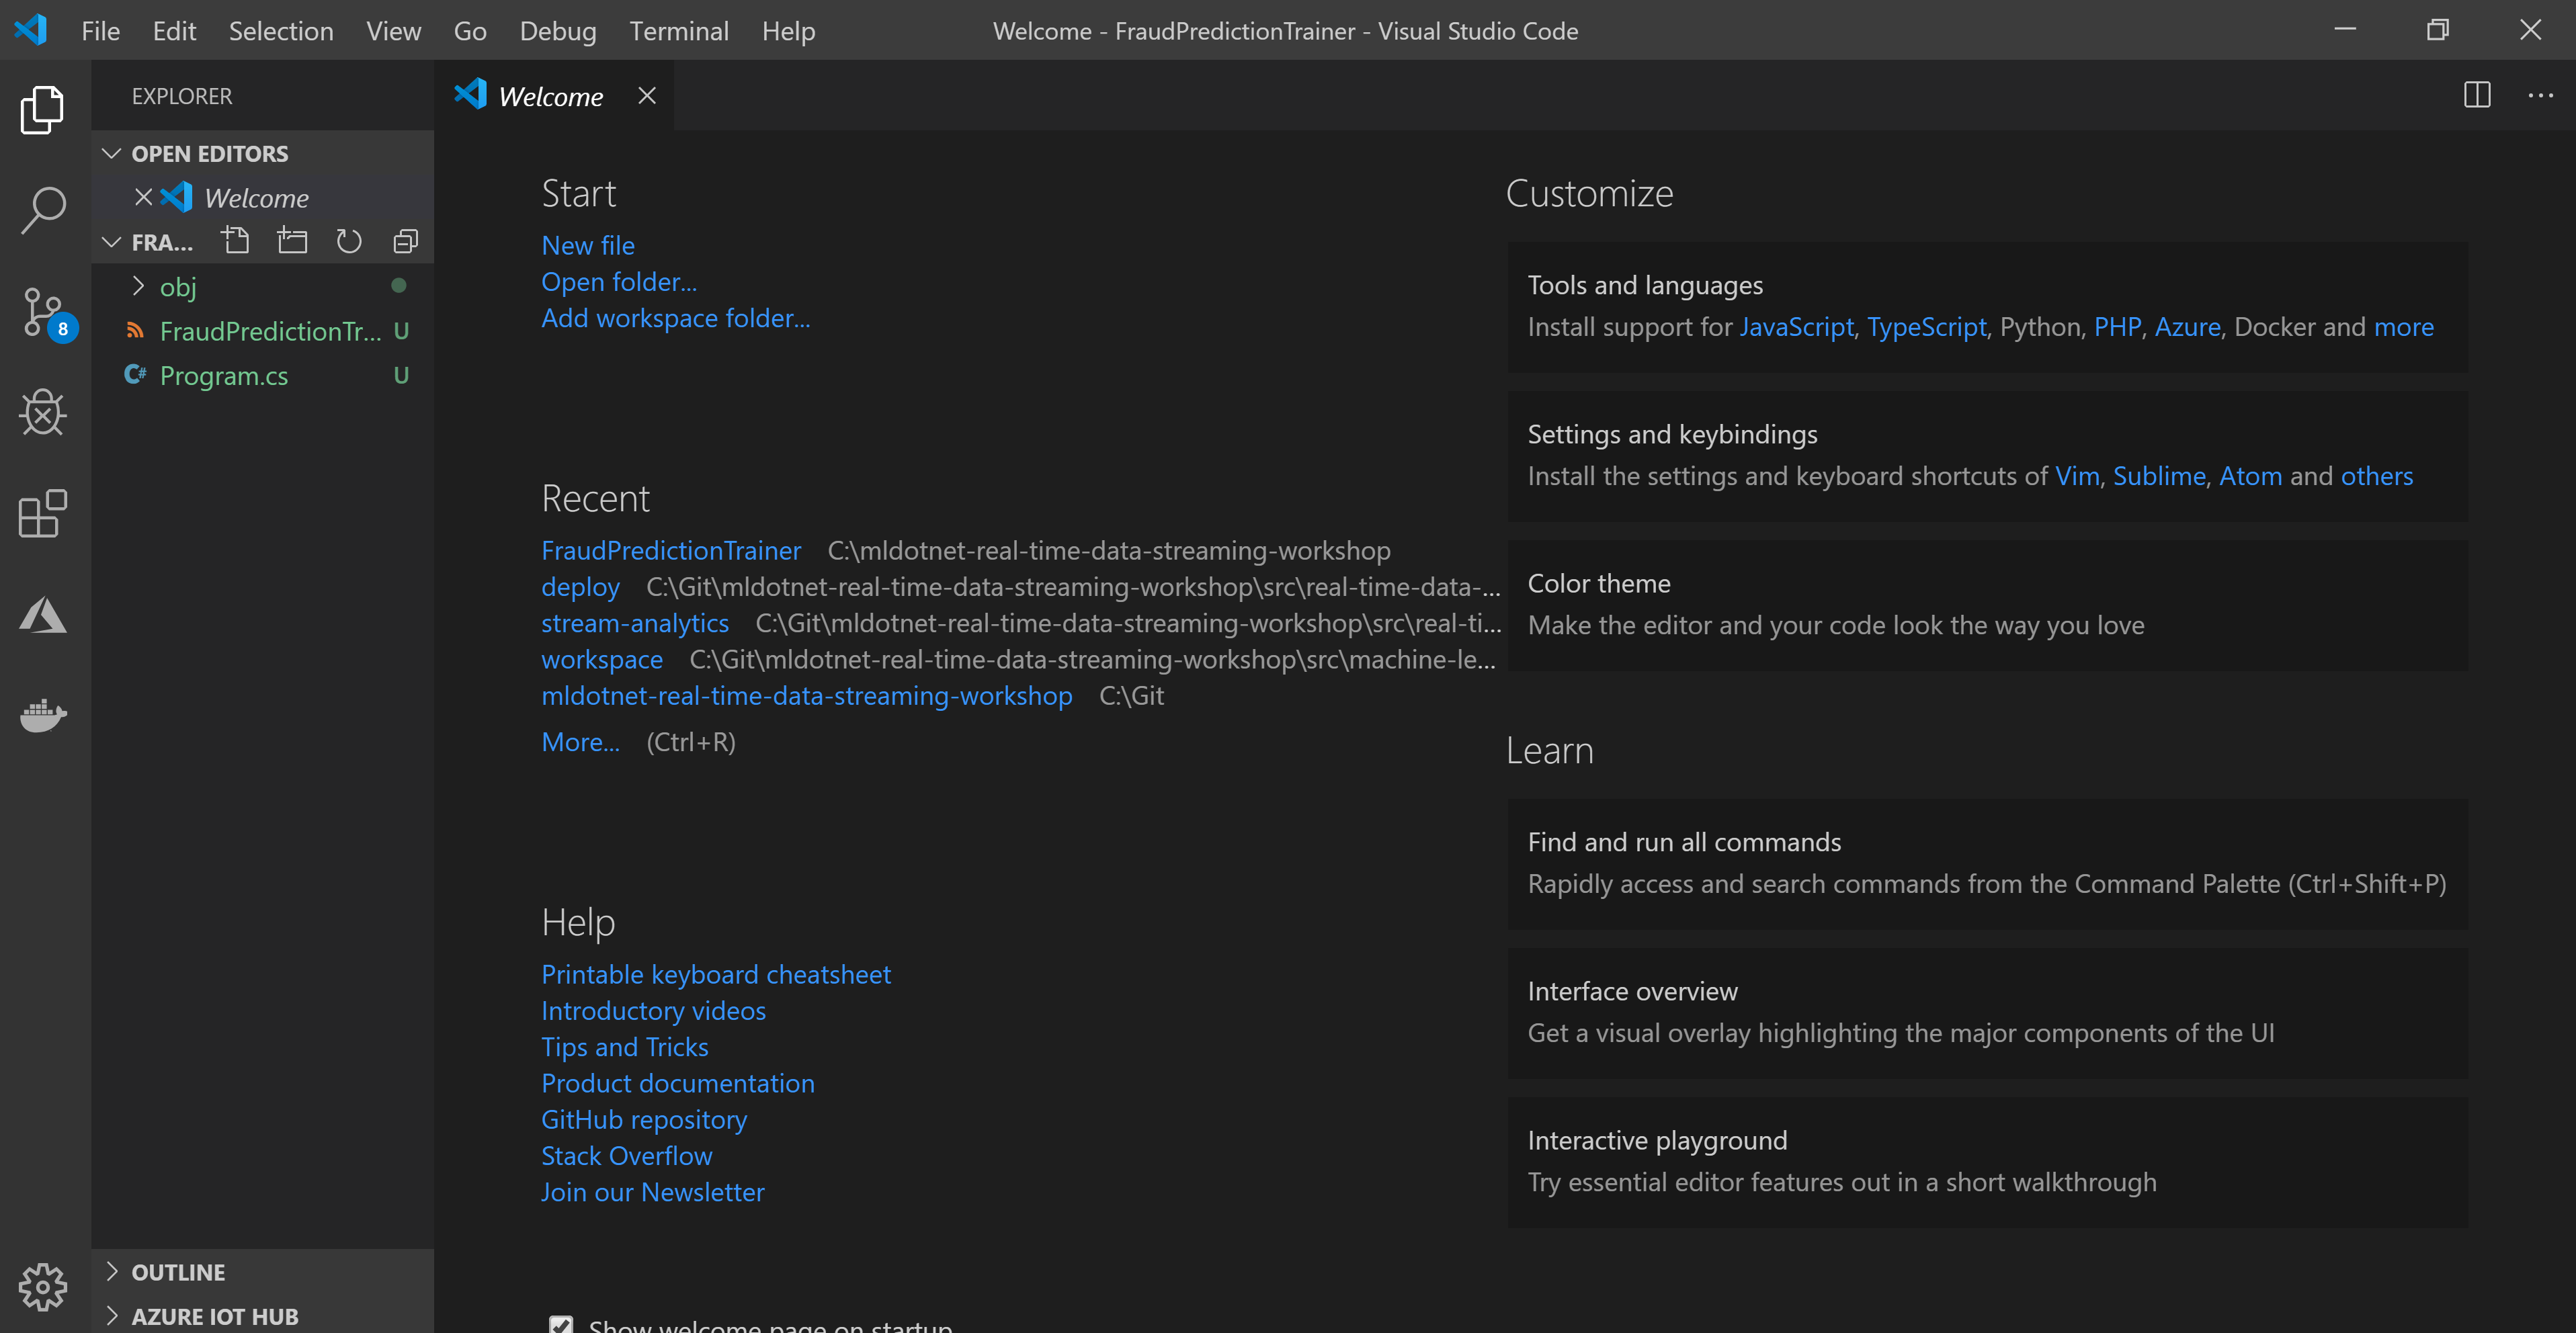 File Edit Selection View Go Debug Terminal Help
Welcome - FraudPredictionTrainer - Visual Studio Code
EXPLORER
OPEN EDITORS
Welcome
FRA...
obj
FraudPredictionTr... U
Program.cs U
8
OUTLINE
AZURE IOT HUB
Welcome
Start
New file
Open folder...
Add workspace folder...
Recent
FraudPredictionTrainer C:\mldotnet-real-time-data-streaming-workshop
deploy C:\Git\mldotnet-real-time-data-streaming-workshop\src\real-time-data-...
stream-analytics C:\Git\mldotnet-real-time-data-streaming-workshop\src\real-ti...
workspace C:\Git\mldotnet-real-time-data-streaming-workshop\src\machine-le...
mldotnet-real-time-data-streaming-workshop C:\Git
More... (Ctrl+R)
Help
Printable keyboard cheatsheet
Introductory videos
Tips and Tricks
Product documentation
GitHub repository
Stack Overflow
Join our Newsletter
Show welcome page on startup
Customize
Tools and languages
Install support for JavaScript, TypeScript, Python, PHP, Azure, Docker and more
Settings and keybindings
Install the settings and keyboard shortcuts of Vim, Sublime, Atom and others
Color theme
Make the editor and your code look the way you love
Learn
Find and run all commands
Rapidly access and search commands from the Command Palette (Ctrl+Shift+P)
Interface overview
Get a visual overlay highlighting the major components of the UI
Interactive playground
Try essential editor features out in a short walkthrough